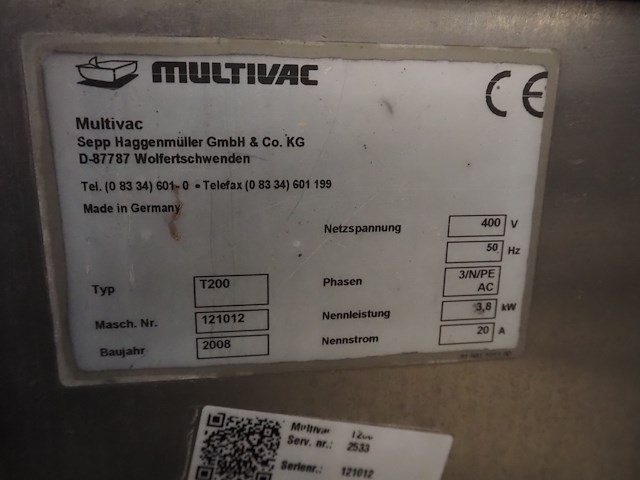 MULTIVAC
CE
Multivac
Sepp Haggenmüller GmbH & Co. KG
D-87787 Wolfertschwenden
Tel. (0 83 34) 601-0 • Telefax (0 83 34) 601 199
Made in Germany
Netzspannung 400 V
50 Hz
Typ T200
Phasen 3/N/PE AC
Masch. Nr. 121012
Nennleistung 3,8 kW
Baujahr 2008
Nennstrom 20 A
Multivac T200
Serv. nr.: 2533
Serienr.: 121012